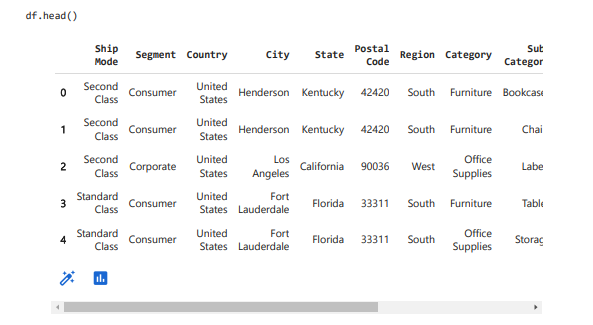 df.head()
Ship Mode Segment Country City State Postal Code Region Category Sub Categor
0 Second Class Consumer United States Henderson Kentucky 42420 South Furniture Bookcase
1 Second Class Consumer United States Henderson Kentucky 42420 South Furniture Chai
2 Second Class Corporate United States Los Angeles California 90036 West Office Supplies Labe
3 Standard Class Consumer United States Fort Lauderdale Florida 33311 South Furniture Table
4 Standard Class Consumer United States Fort Lauderdale Florida 33311 South Office Supplies Storag